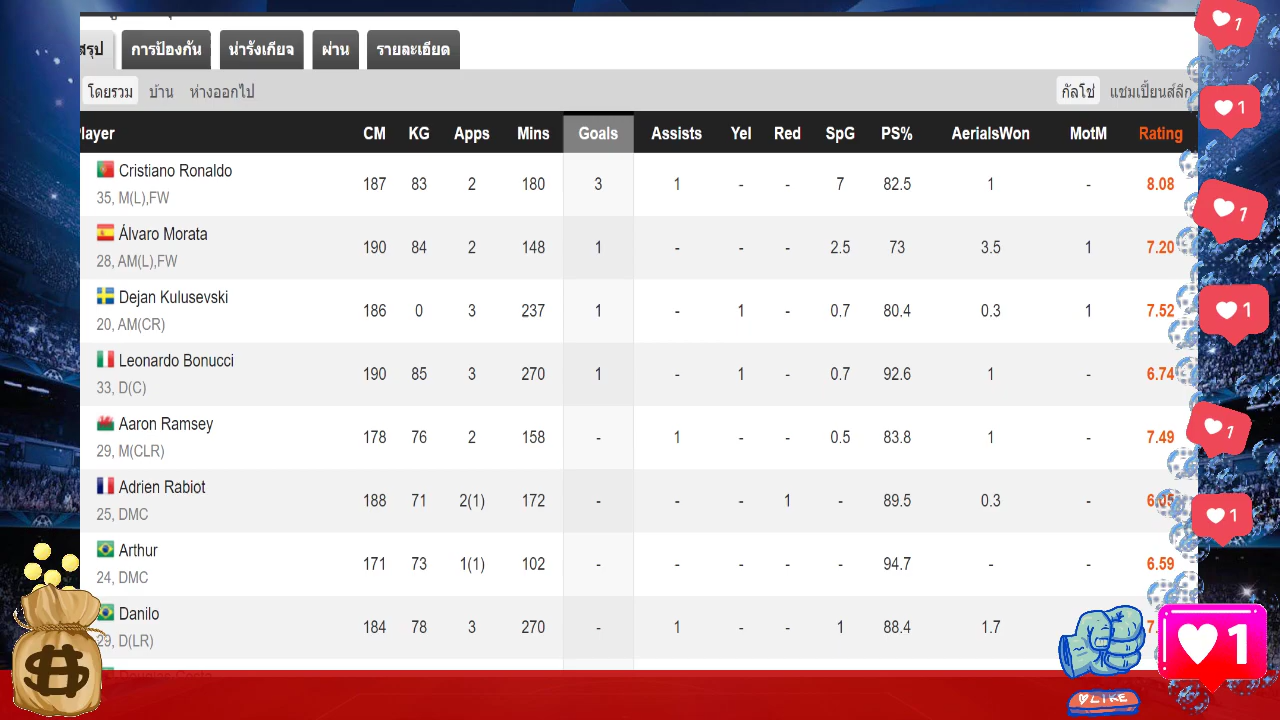 สรุป การป้องกัน น่ารังเกียจ ผ่าน รายละเอียด
โดยรวม บ้าน ห่างออกไป กัลโช่ แชมเปี้ยนส์ลีก
Player CM KG Apps Mins Goals Assists Yel Red SpG PS% AerialsWon MotM Rating
Cristiano Ronaldo
35, M(L),FW
187 83 2 180 3 1 - - 7 82.5 1 - 8.08
Álvaro Morata
28, AM(L),FW
190 84 2 148 1 - - - 2.5 73 3.5 1 7.20
Dejan Kulusevski
20, AM(CR)
186 0 3 237 1 - 1 - 0.7 80.4 0.3 1 7.52
Leonardo Bonucci
33, D(C)
190 85 3 270 1 - 1 - 0.7 92.6 1 - 6.74
Aaron Ramsey
29, M(CLR)
178 76 2 158 - 1 - - 0.5 83.8 1 - 7.49
Adrien Rabiot
25, DMC
188 71 2(1) 172 - - - 1 - 89.5 0.3 - 6.05
Arthur
24, DMC
171 73 1(1) 102 - - - - - 94.7 - - 6.59
Danilo
29, D(LR)
184 78 3 270 - 1 - - 1 88.4 1.7 - 7.
Douglas Costa
1
1
1
1
1
1
1
LIKE